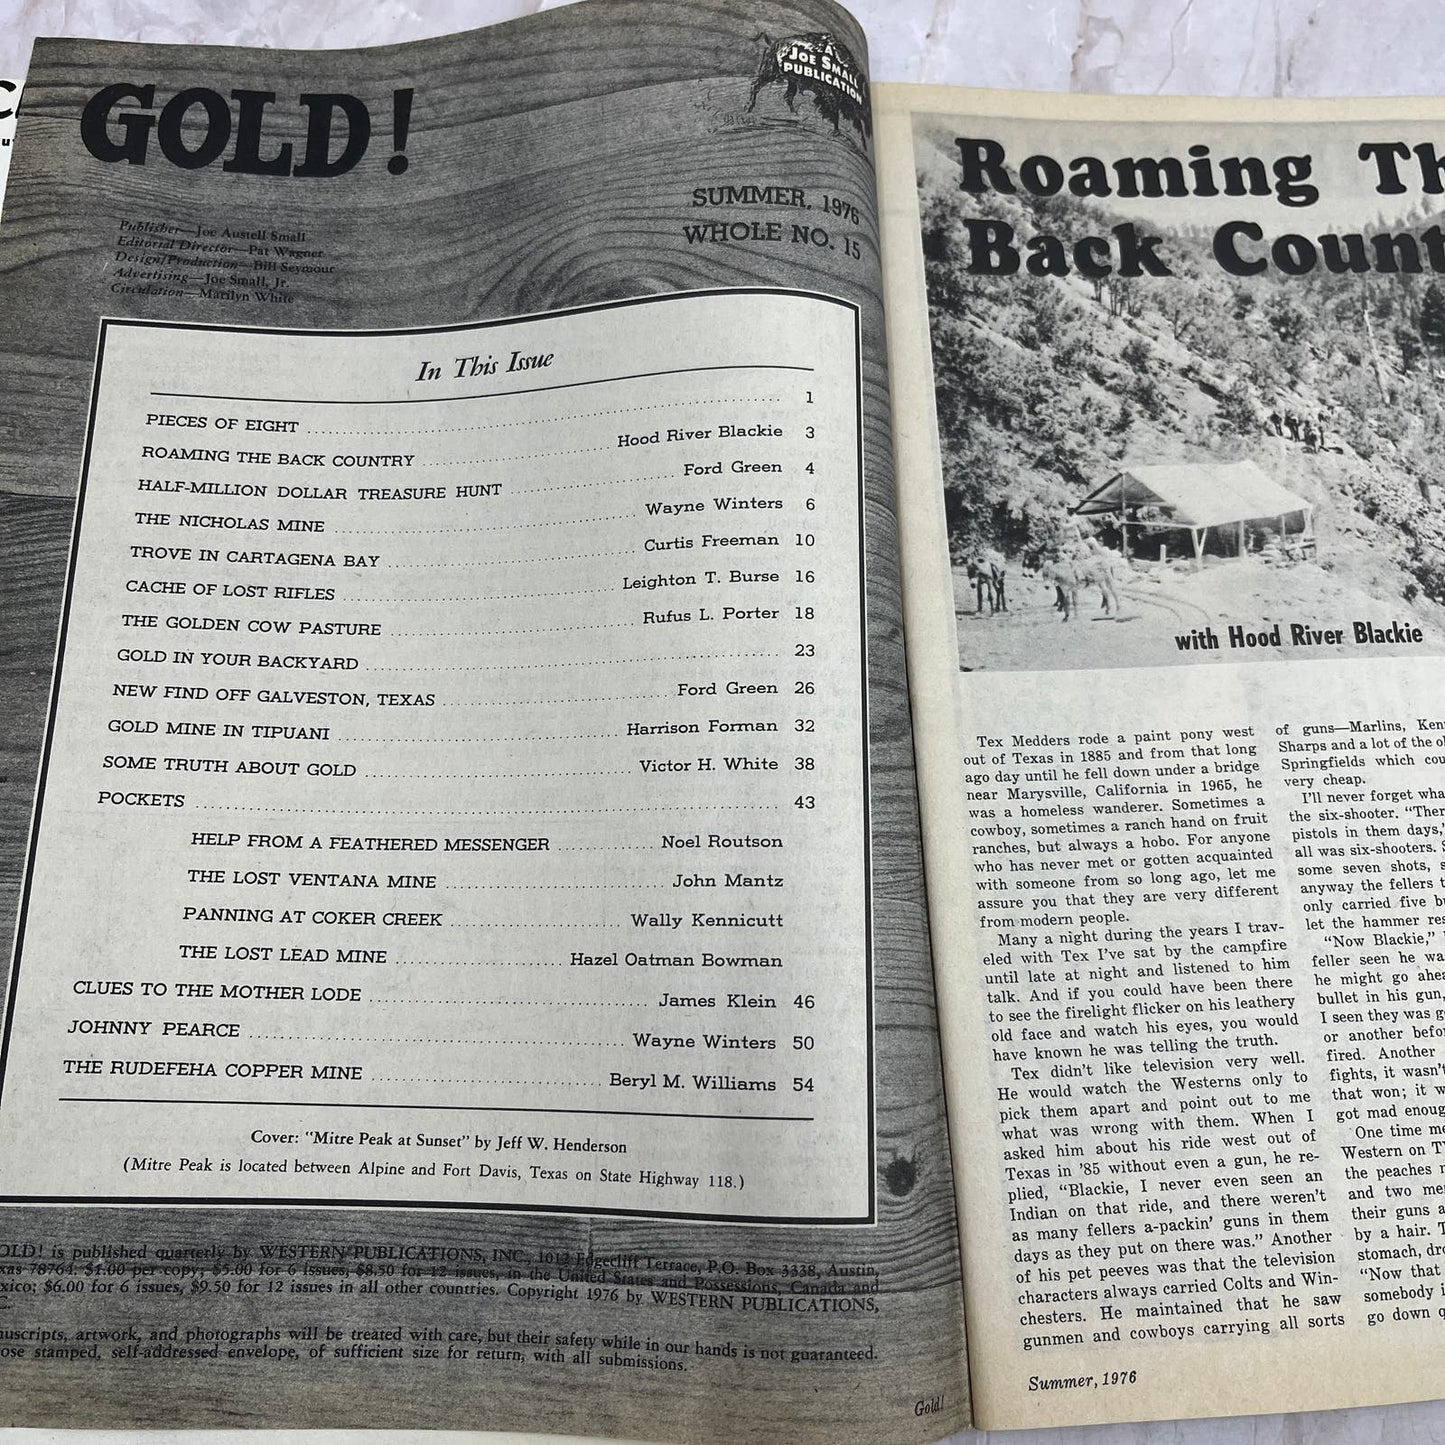 GOLD!
A
JOE SMALL
PUBLICATION
SUMMER, 1976
WHOLE NO. 15
Publisher—Joe Austell Small
Editorial Director—Pat Wagner
Design/Production—Bill Seymour
Advertising—Joe Small, Jr.
Circulation—Marilyn White
In This Issue
PIECES OF EIGHT 1
ROAMING THE BACK COUNTRY Hood River Blackie 3
HALF-MILLION DOLLAR TREASURE HUNT Ford Green 4
THE NICHOLAS MINE Wayne Winters 6
TROVE IN CARTAGENA BAY Curtis Freeman 10
CACHE OF LOST RIFLES Leighton T. Burse 16
THE GOLDEN COW PASTURE Rufus L. Porter 18
GOLD IN YOUR BACKYARD 23
NEW FIND OFF GALVESTON, TEXAS Ford Green 26
GOLD MINE IN TIPUANI Harrison Forman 32
SOME TRUTH ABOUT GOLD Victor H. White 38
POCKETS 43
HELP FROM A FEATHERED MESSENGER Noel Routson
THE LOST VENTANA MINE John Mantz
PANNING AT COKER CREEK Wally Kennicutt
THE LOST LEAD MINE Hazel Oatman Bowman
CLUES TO THE MOTHER LODE James Klein 46
JOHNNY PEARCE Wayne Winters 50
THE RUDEFEHA COPPER MINE Beryl M. Williams 54
Cover: "Mitre Peak at Sunset" by Jeff W. Henderson
(Mitre Peak is located between Alpine and Fort Davis, Texas on State Highway 118.)
OLD! is published quarterly by WESTERN PUBLICATIONS, INC., 1012 Edgecliff Terrace, P.O. Box 3338, Austin,
xas 78764. $1.00 per copy; $5.00 for 6 issues, $8.50 for 12 issues, in the United States and Possessions, Canada and
xico; $6.00 for 6 issues, $9.50 for 12 issues in all other countries. Copyright 1976 by WESTERN PUBLICATIONS,
nuscripts, artwork, and photographs will be treated with care, but their safety while in our hands is not guaranteed.
ose stamped, self-addressed envelope, of sufficient size for return, with all submissions.
Gold!
Roaming Th
Back Count
with Hood River Blackie
Tex Medders rode a paint pony west
out of Texas in 1885 and from that long
ago day until he fell down under a bridge
near Marysville, California in 1965, he
was a homeless wanderer. Sometimes a
cowboy, sometimes a ranch hand on fruit
ranches, but always a hobo. For anyone
who has never met or gotten acquainted
with someone from so long ago, let me
assure you that they are very different
from modern people.
Many a night during the years I trav-
eled with Tex I've sat by the campfire
until late at night and listened to him
talk. And if you could have been there
to see the firelight flicker on his leathery
old face and watch his eyes, you would
have known he was telling the truth.
Tex didn't like television very well.
He would watch the Westerns only to
pick them apart and point out to me
what was wrong with them. When I
asked him about his ride west out of
Texas in '85 without even a gun, he re-
plied, "Blackie, I never even seen an
Indian on that ride, and there weren't
as many fellers a-packin' guns in them
days as they put on there was." Another
of his pet peeves was that the television
characters always carried Colts and Win-
chesters. He maintained that he saw
gunmen and cowboys carrying all sorts
of guns—Marlins, Ken
Sharps and a lot of the ol
Springfields which cou
very cheap.
I'll never forget wha
the six-shooter. "Ther
pistols in them days,
all was six-shooters. S
some seven shots, s
anyway the fellers t
only carried five b
let the hammer res
"Now Blackie,"
feller seen he wa
he might go ahea
bullet in his gun,
I seen they was g
or another befor
fired. Another
fights, it wasn't
that won; it w
got mad enoug
One time me
Western on T
the peaches
and two me
their guns a
by a hair. T
stomach, dr
"Now that
somebody i
go down q
Summer, 1976